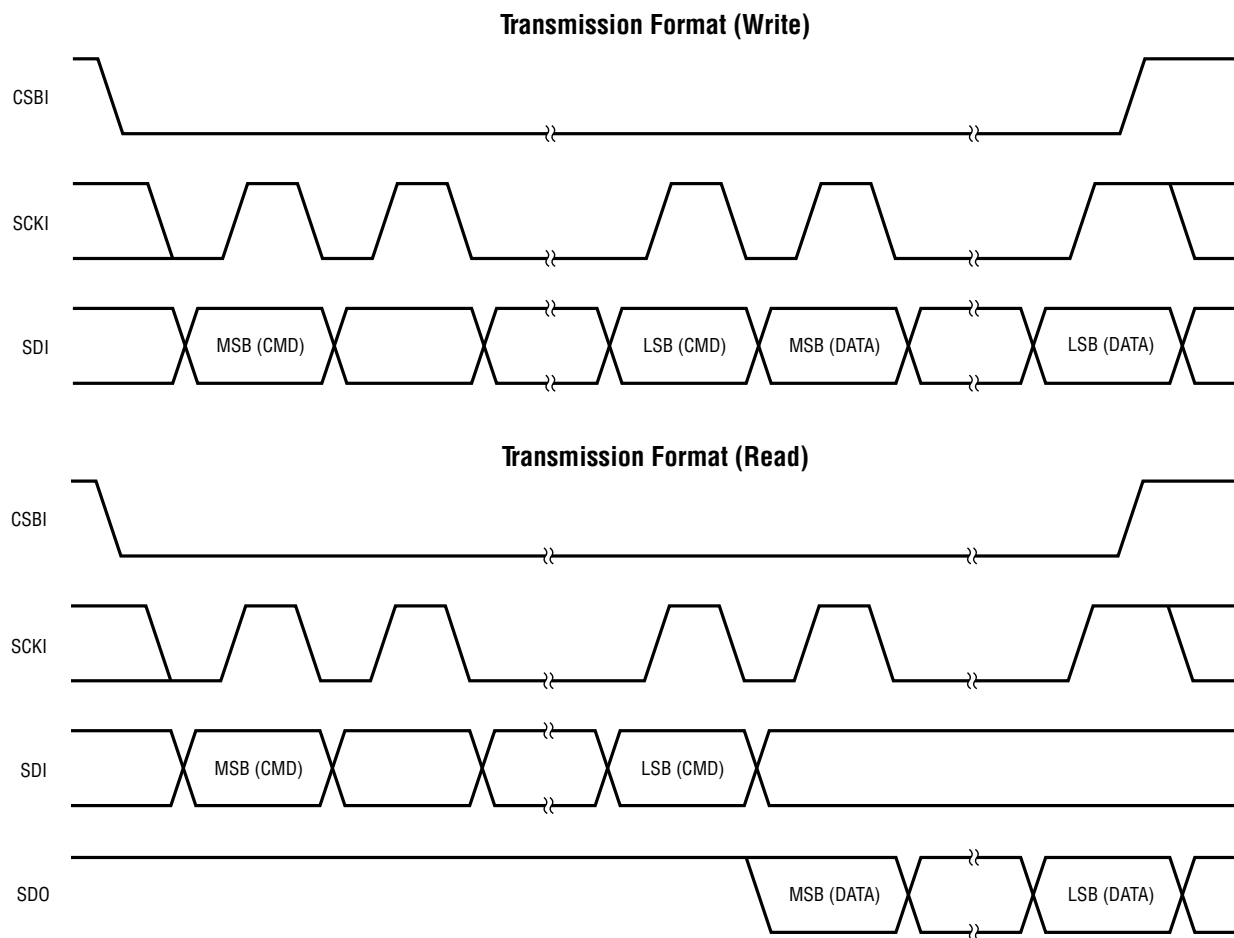 Transmission Format (Write)
CSBI
SCKI
SDI
MSB (CMD)
LSB (CMD)
MSB (DATA)
LSB (DATA)
Transmission Format (Read)
CSBI
SCKI
SDI
MSB (CMD)
LSB (CMD)
SDO
MSB (DATA)
LSB (DATA)